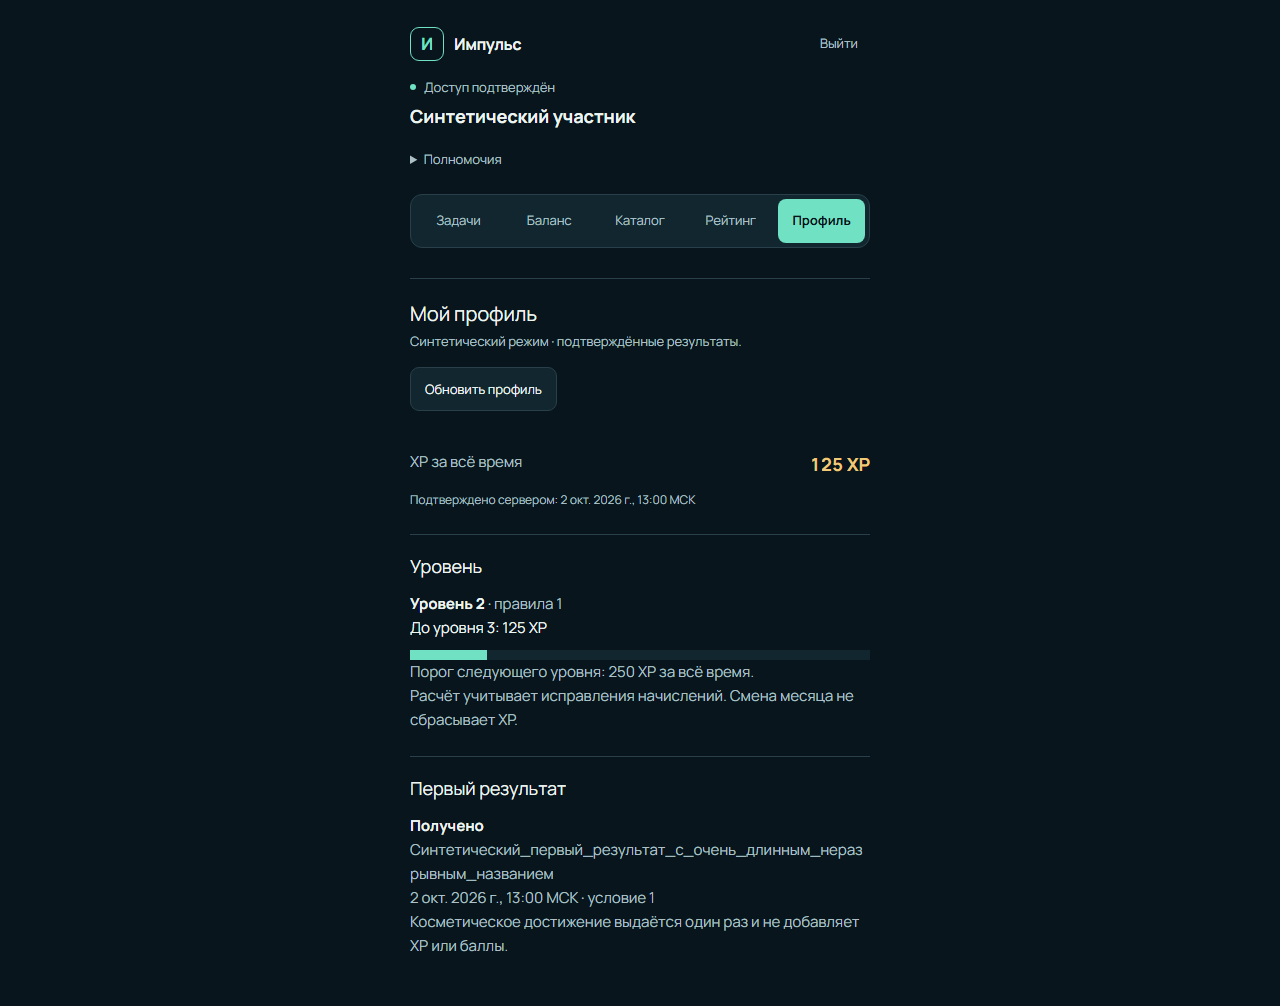 И Импульс Выйти
Доступ подтверждён
Синтетический участник
Полномочия
Задачи Баланс Каталог Рейтинг Профиль
Мой профиль
Синтетический режим · подтверждённые результаты.
Обновить профиль
XP за всё время 125 XP
Подтверждено сервером: 2 окт. 2026 г., 13:00 МСК
Уровень
Уровень 2 · правила 1
До уровня 3: 125 XP
Порог следующего уровня: 250 XP за всё время.
Расчёт учитывает исправления начислений. Смена месяца не
сбрасывает XP.
Первый результат
Получено
Синтетический_первый_результат_с_очень_длинным_нераз
рывным_названием
2 окт. 2026 г., 13:00 МСК · условие 1
Косметическое достижение выдаётся один раз и не добавляет
XP или баллы.